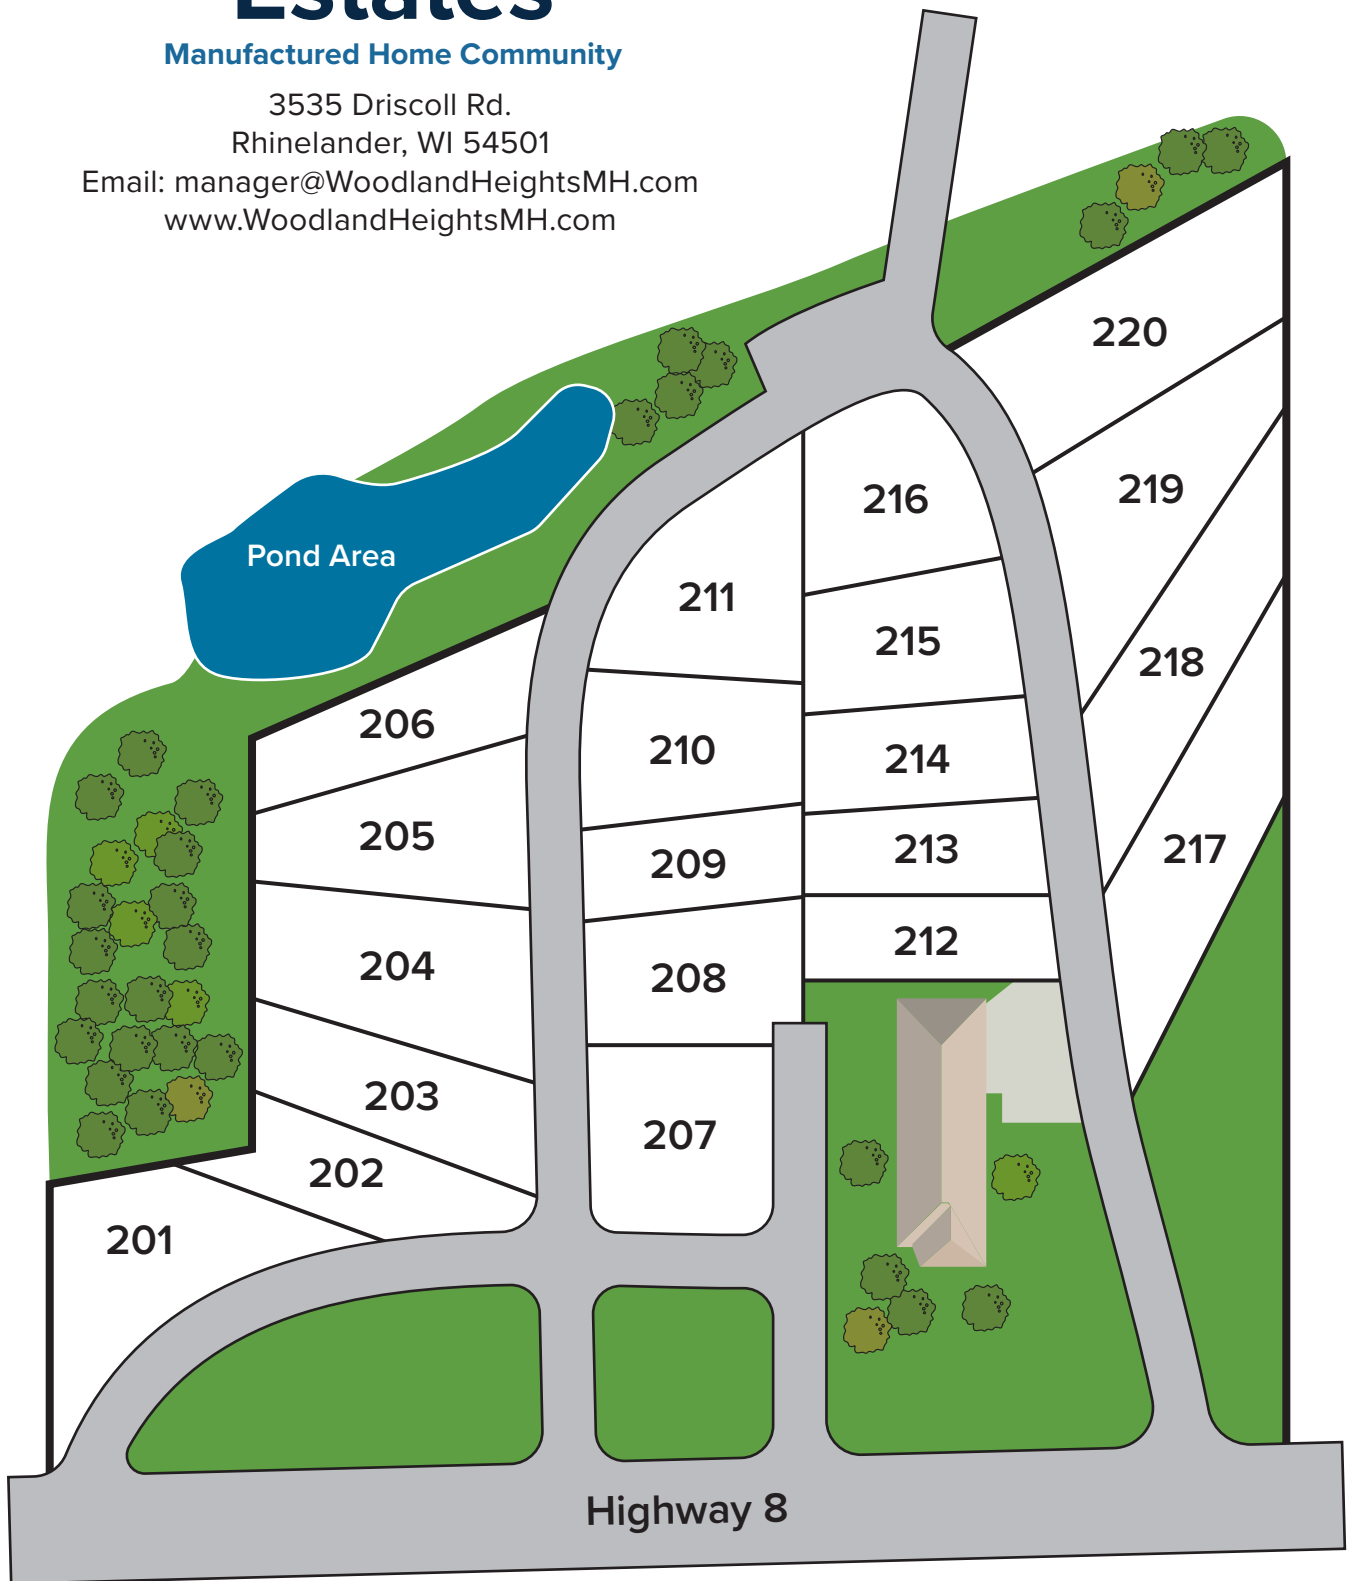 Estates
Manufactured Home Community
3535 Driscoll Rd.
Rhinelander, WI 54501
Email: manager@WoodlandHeightsMH.com
www.WoodlandHeightsMH.com
220
219
216
Pond Area
211
215
218
206
210
214
205
209
213
217
204
208
212
203
207
202
201
Highway 8